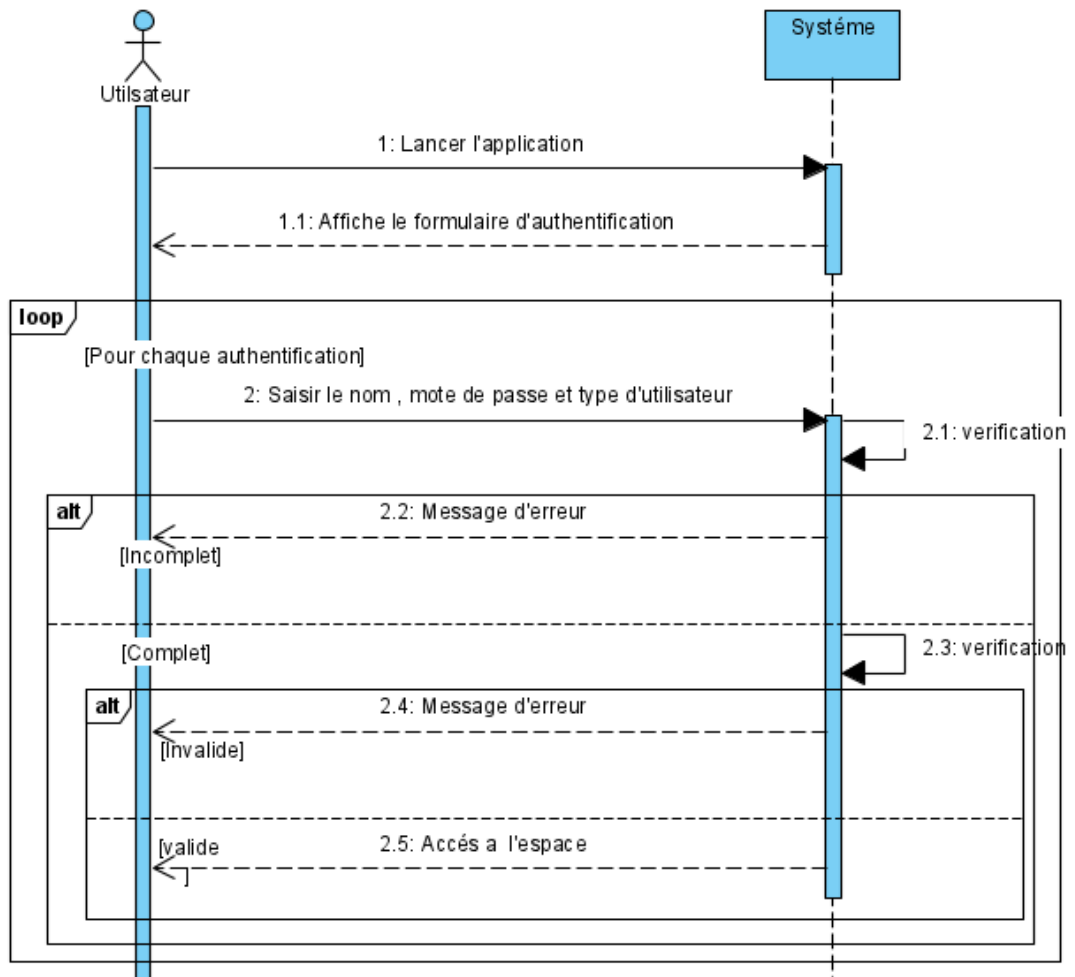 Systéme
Utilsateur
1: Lancer l'application
1.1: Affiche le formulaire d'authentification
loop
[Pour chaque authentification]
2: Saisir le nom , mote de passe et type d'utilisateur
2.1: verification
alt
2.2: Message d'erreur
[Incomplet]
[Complet]
2.3: verification
alt
2.4: Message d'erreur
[Invalide]
[valide
]
2.5: Accés a l'espace